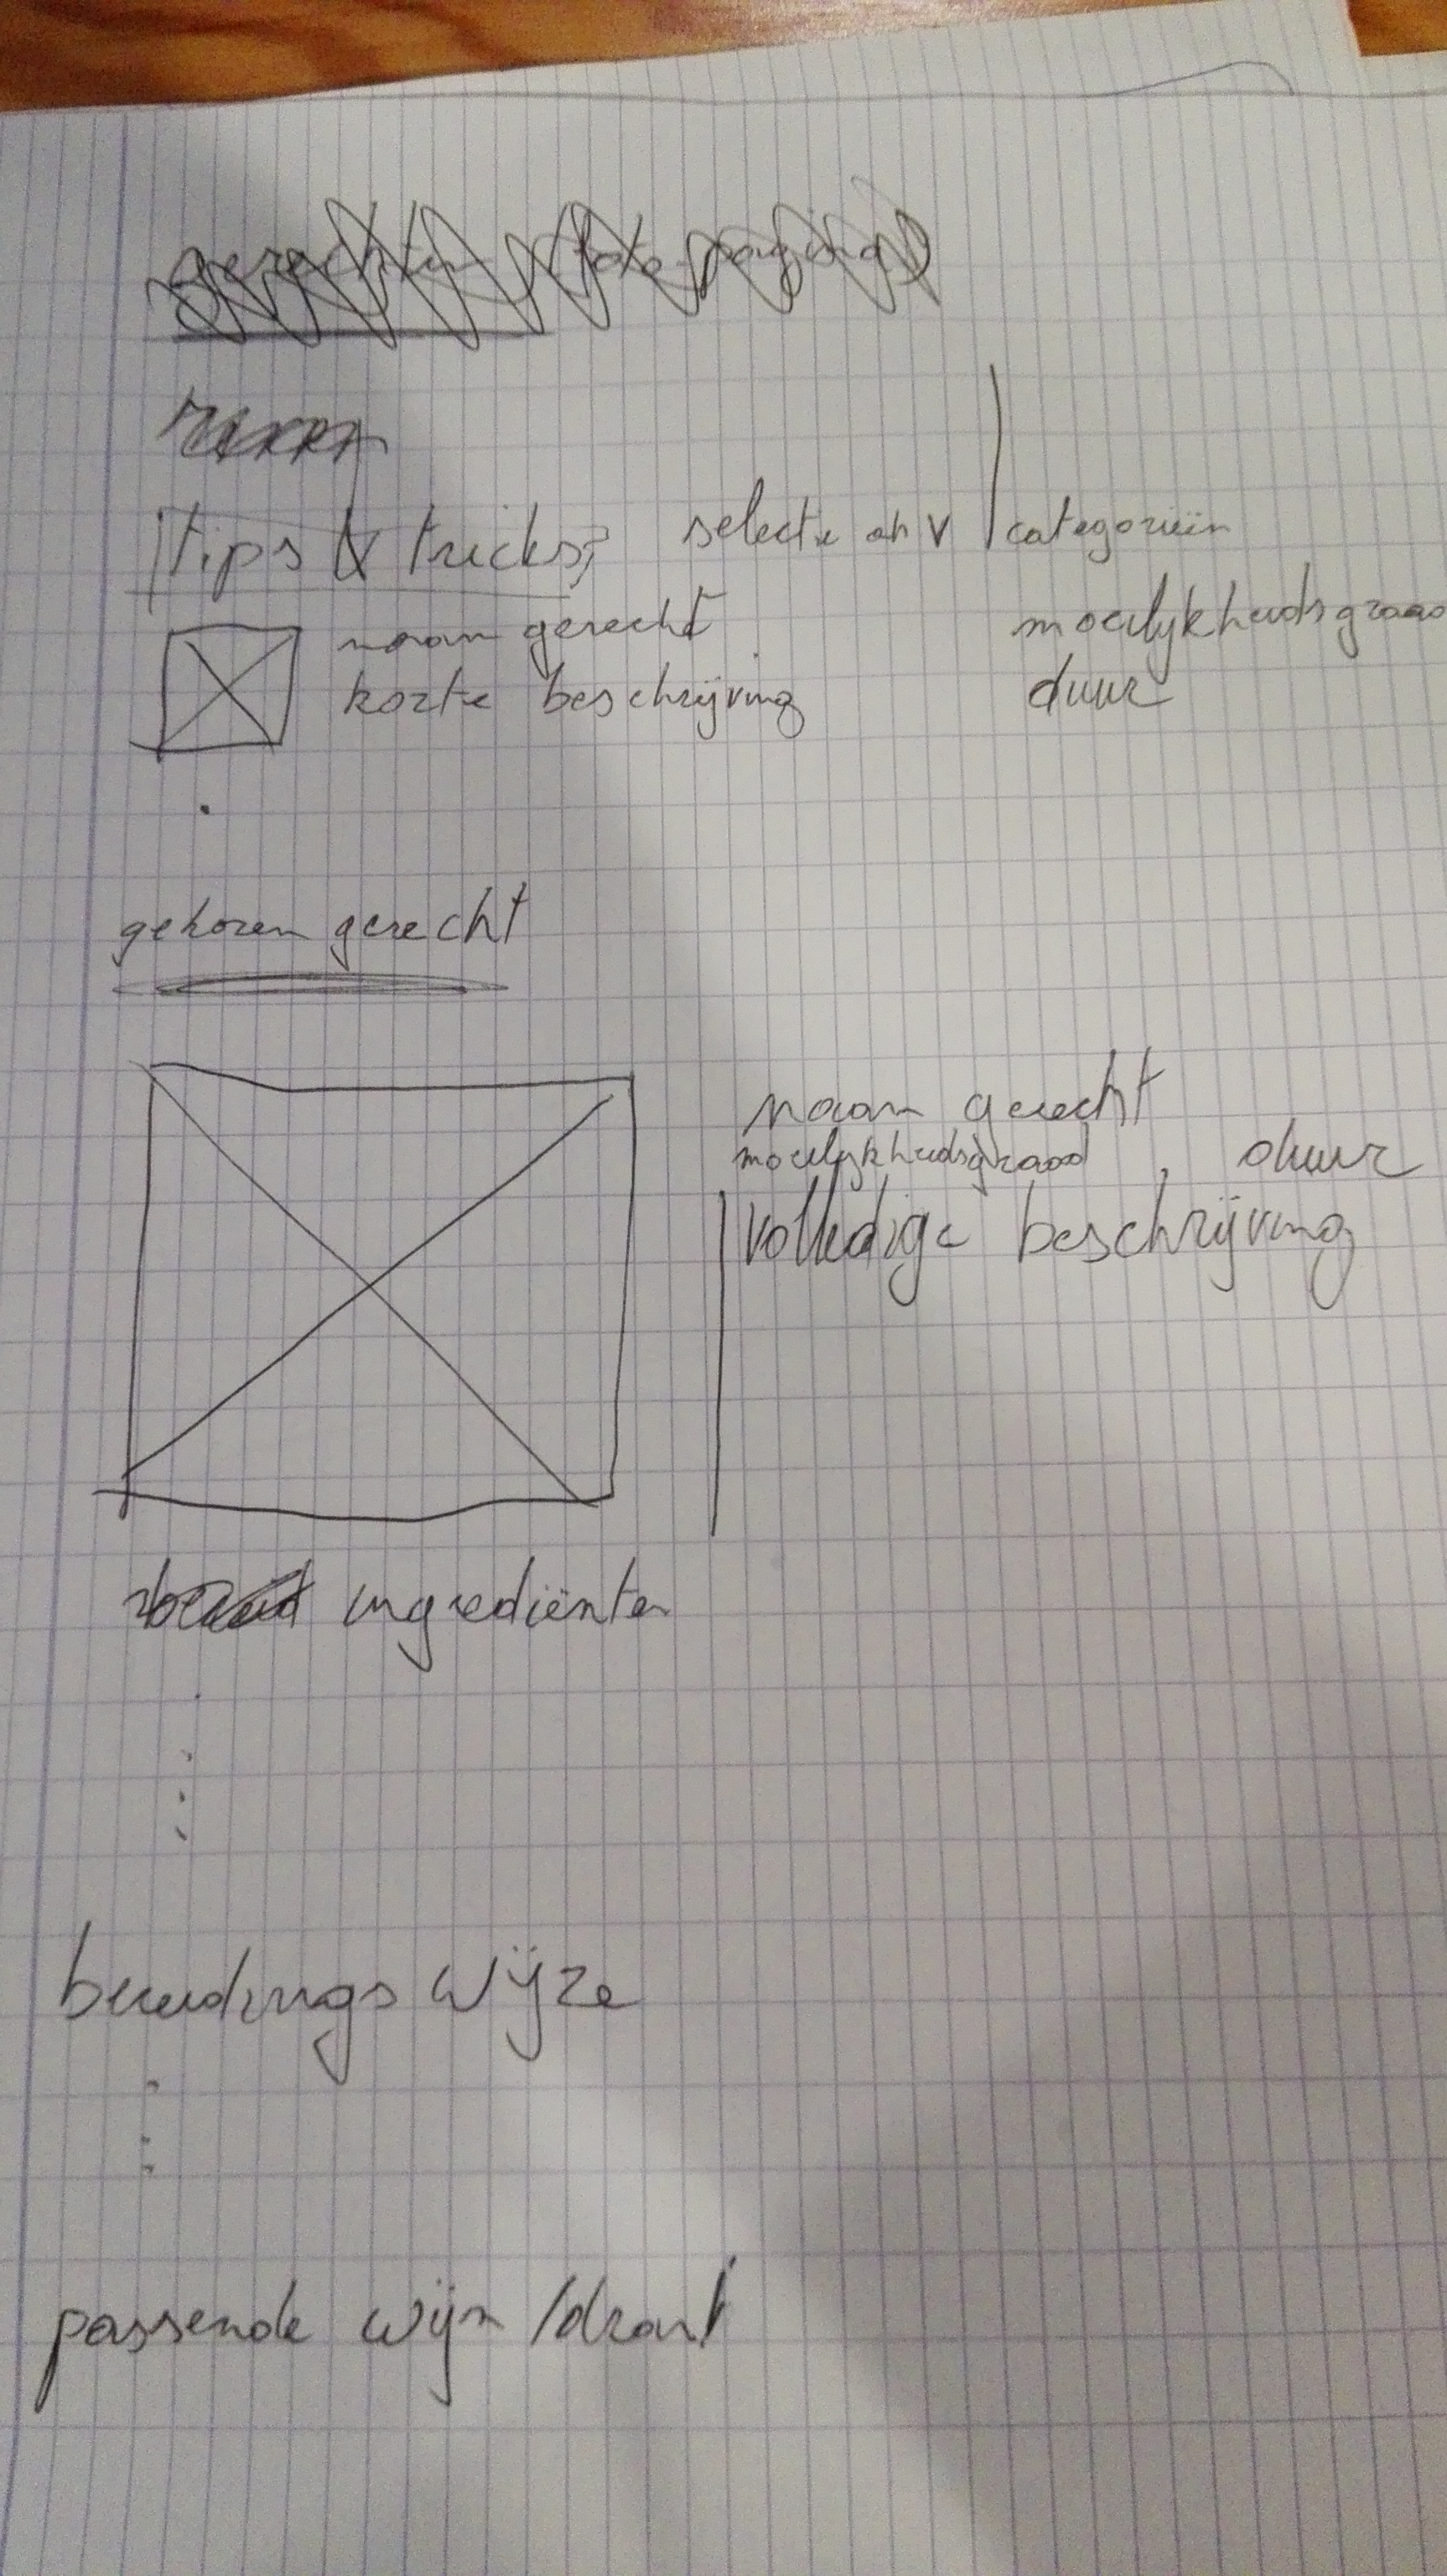 tips & tricks; selectie ah v categorieën
naam gerecht moeilijkheidsgraad
korte beschrijving duur
gekozen gerecht
naam gerecht
moeilijkheidsgraad, duur
volledige beschrijving
ingrediënten
bereidingswijze
passende wijn/drank